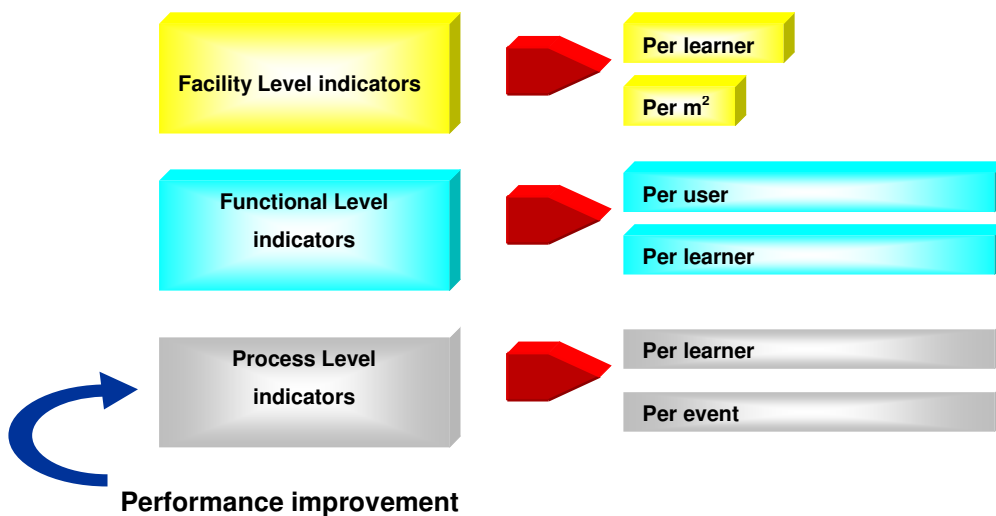 Facility Level indicators
Per learner
Per m²
Functional Level
indicators
Per user
Per learner
Process Level
indicators
Per learner
Per event
Performance improvement